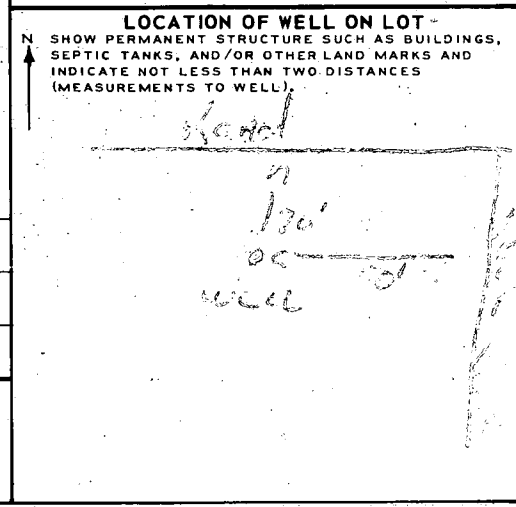 LOCATION OF WELL ON LOT
N SHOW PERMANENT STRUCTURE SUCH AS BUILDINGS,
SEPTIC TANKS, AND/OR OTHER LAND MARKS AND
INDICATE NOT LESS THAN TWO DISTANCES
(MEASUREMENTS TO WELL).
130'
well